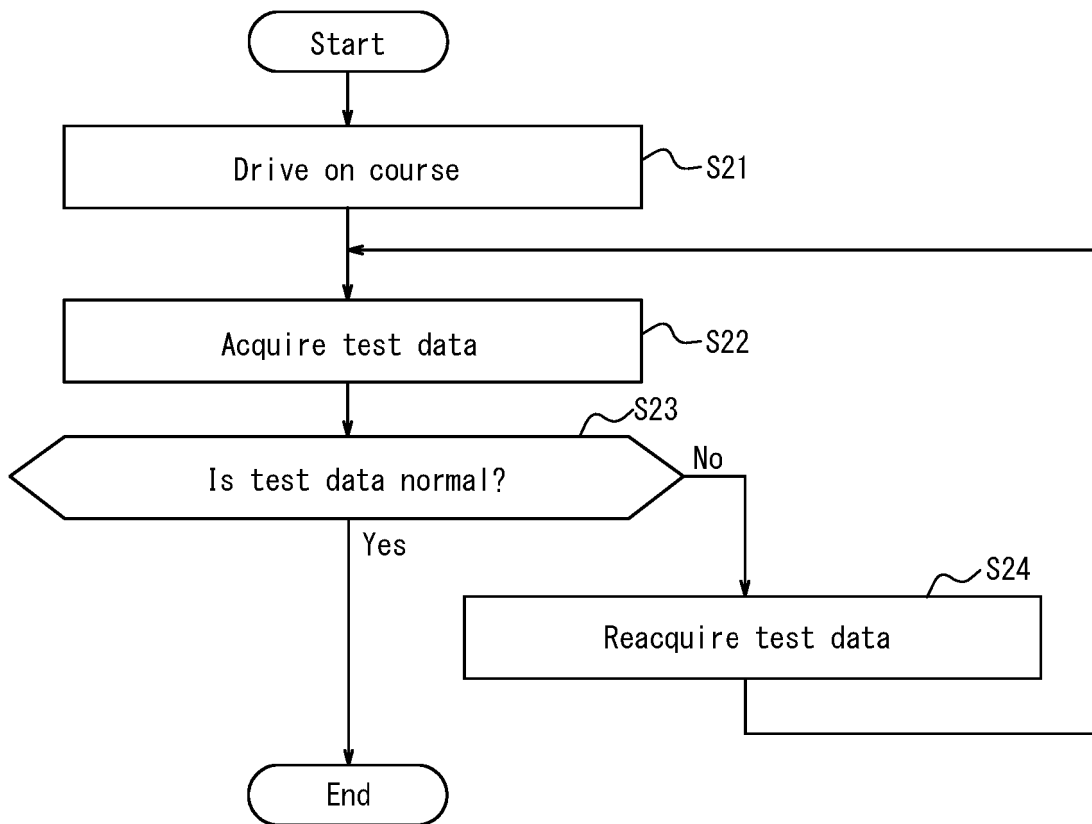 Start
Drive on course
S21
Acquire test data
S22
S23
Is test data normal?
No
Yes
S24
Reacquire test data
End